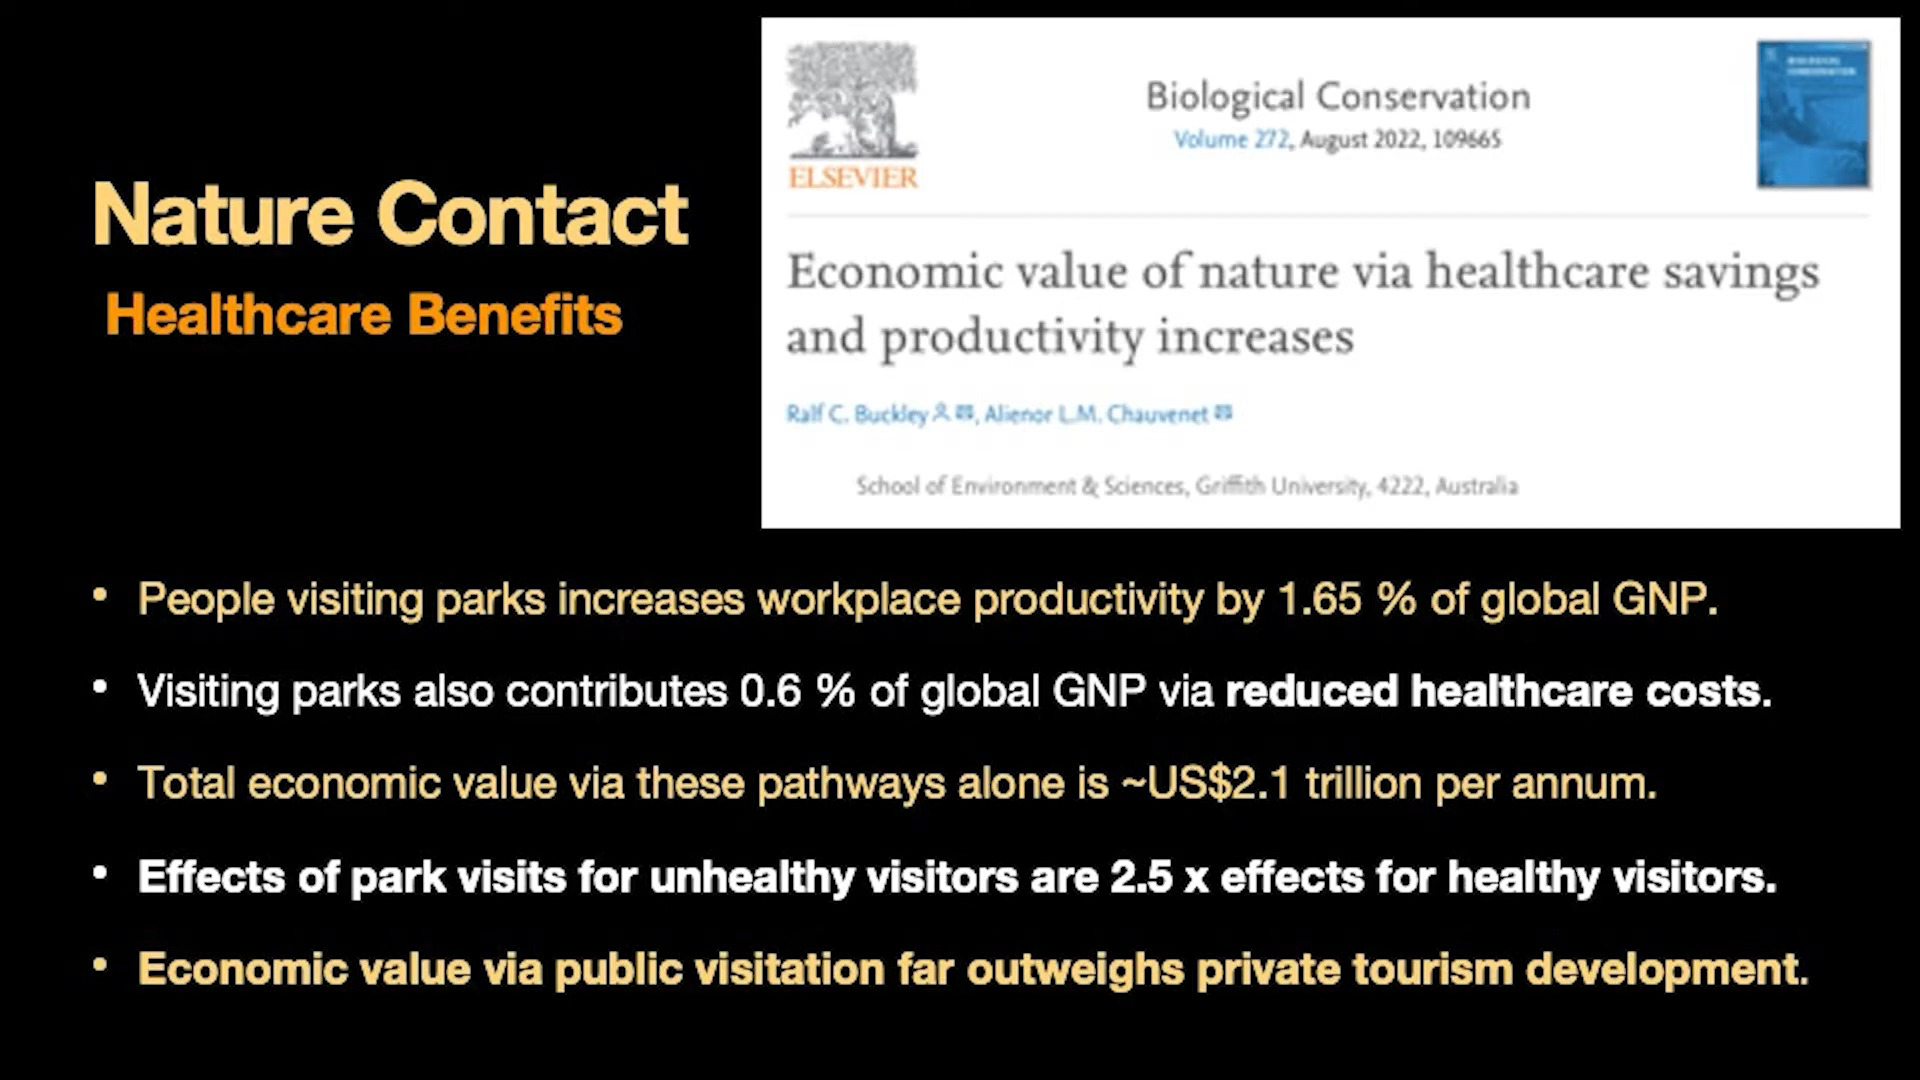 Nature Contact
Healthcare Benefits
ELSEVIER
Biological Conservation
Volume 272, August 2022, 109665
BIOLOGICAL
CONSERVATION
Economic value of nature via healthcare savings
and productivity increases
Ralf C. Buckley, Alienor L.M. Chauvenet
School of Environment & Sciences, Griffith University, 4222, Australia
• People visiting parks increases workplace productivity by 1.65 % of global GNP.
• Visiting parks also contributes 0.6 % of global GNP via reduced healthcare costs.
• Total economic value via these pathways alone is ~US$2.1 trillion per annum.
• Effects of park visits for unhealthy visitors are 2.5 x effects for healthy visitors.
• Economic value via public visitation far outweighs private tourism development.